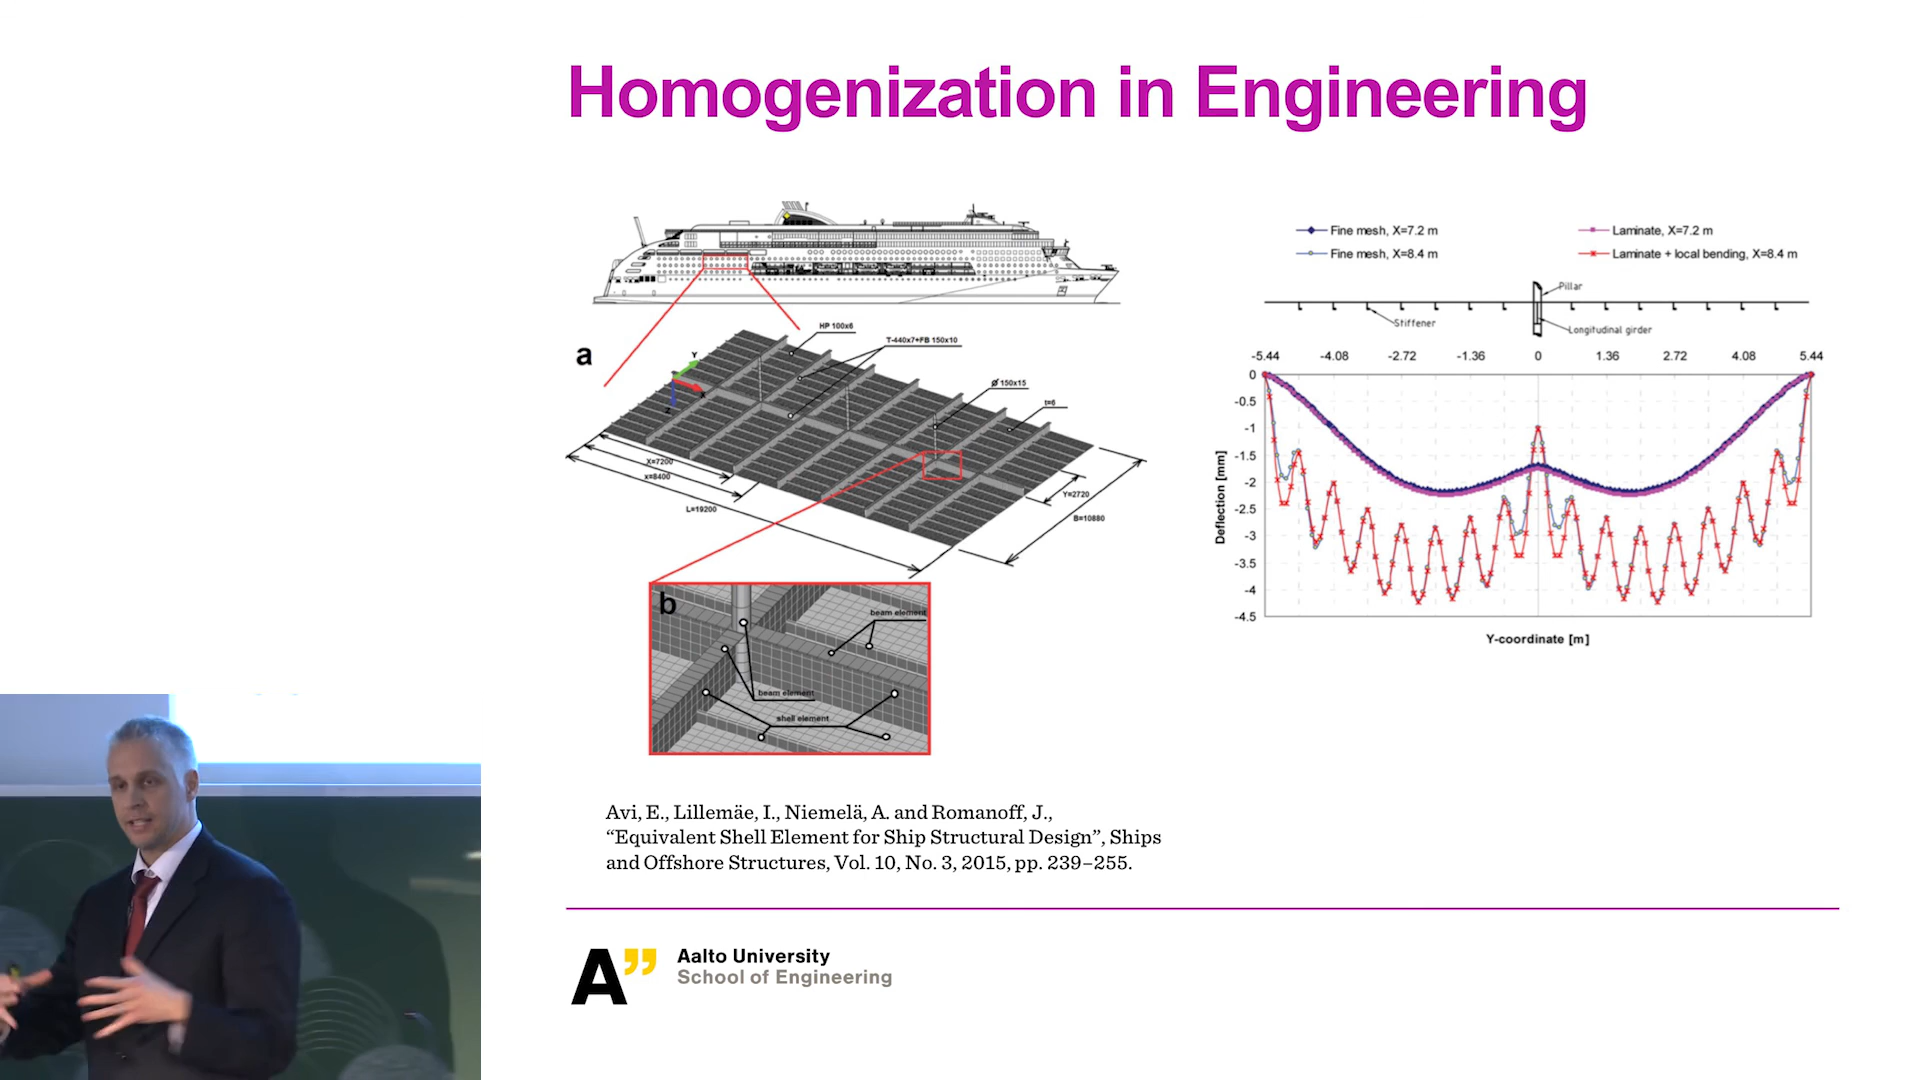 Homogenization in Engineering
a
HP 100x6
T-440x7+FB 150x10
Ø 150x15
t=6
Y
X
Z
X=7200
x=8400
L=19200
Y=2720
B=10880
b
beam element
beam element
shell element
Fine mesh, X=7.2 m
Laminate, X=7.2 m
Fine mesh, X=8.4 m
Laminate + local bending, X=8.4 m
Pillar
Stiffener
Longitudinal girder
-5.44 -4.08 -2.72 -1.36 0 1.36 2.72 4.08 5.44
0
-0.5
-1
-1.5
-2
-2.5
-3
-3.5
-4
-4.5
Deflection [mm]
Y-coordinate [m]
Avi, E., Lillemäe, I., Niemelä, A. and Romanoff, J.,
“Equivalent Shell Element for Ship Structural Design”, Ships
and Offshore Structures, Vol. 10, No. 3, 2015, pp. 239–255.
A”
Aalto University
School of Engineering